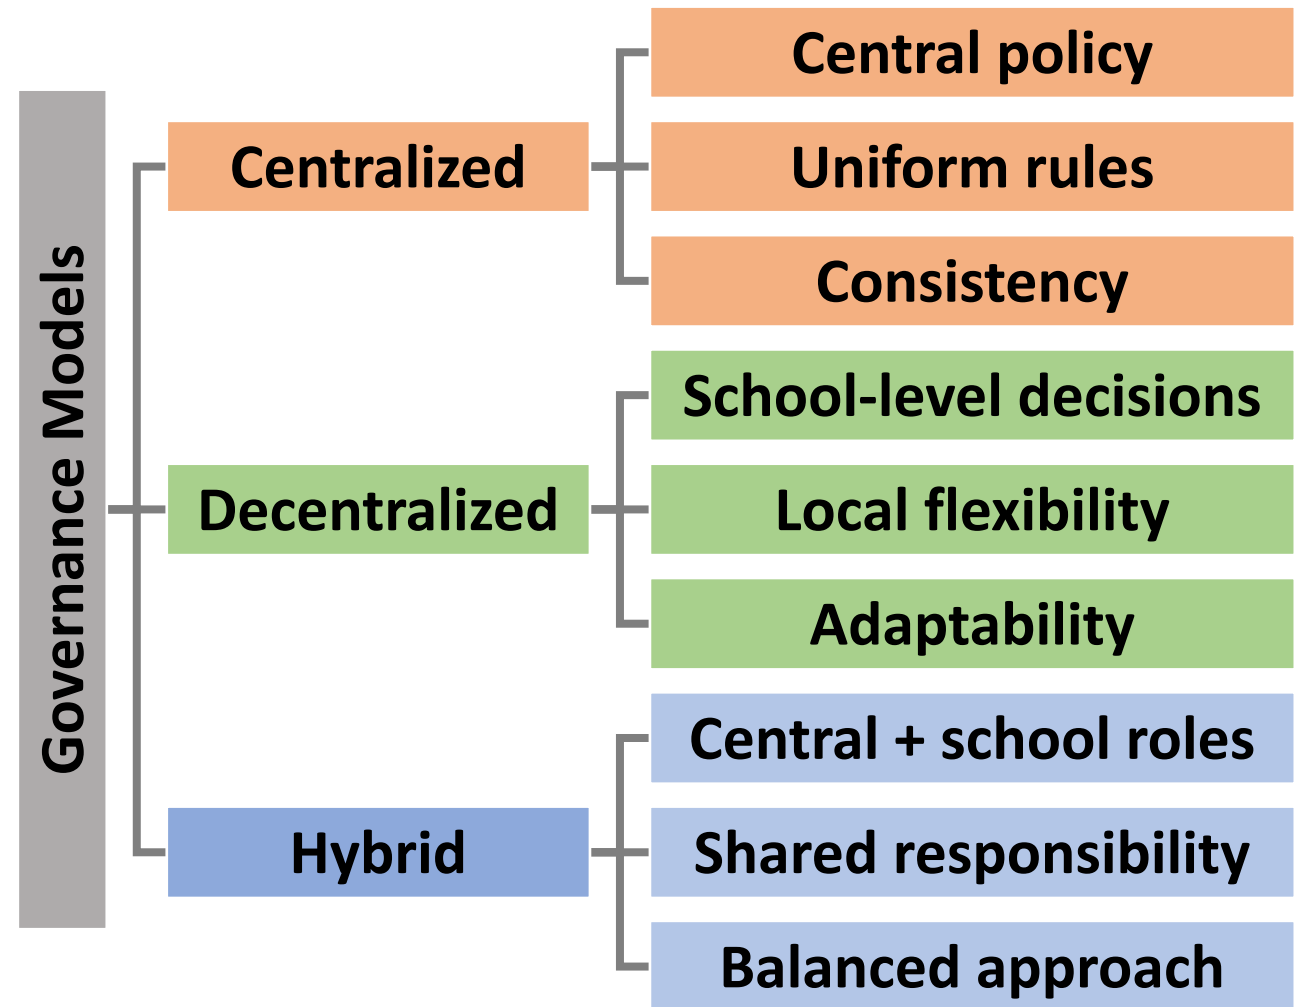 Governance Models
Centralized
Central policy
Uniform rules
Consistency
Decentralized
School-level decisions
Local flexibility
Adaptability
Hybrid
Central + school roles
Shared responsibility
Balanced approach